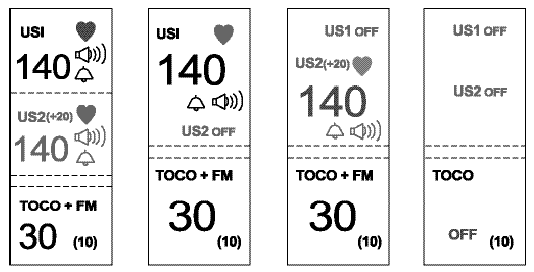 USI
140
US2(+20)
140
TOCO + FM
30 (10)
USI
140
US2 OFF
TOCO + FM
30
(10)
US1 OFF
US2(+20)
140
TOCO + FM
30
(10)
US1 OFF
US2 OFF
TOCO
OFF (10)